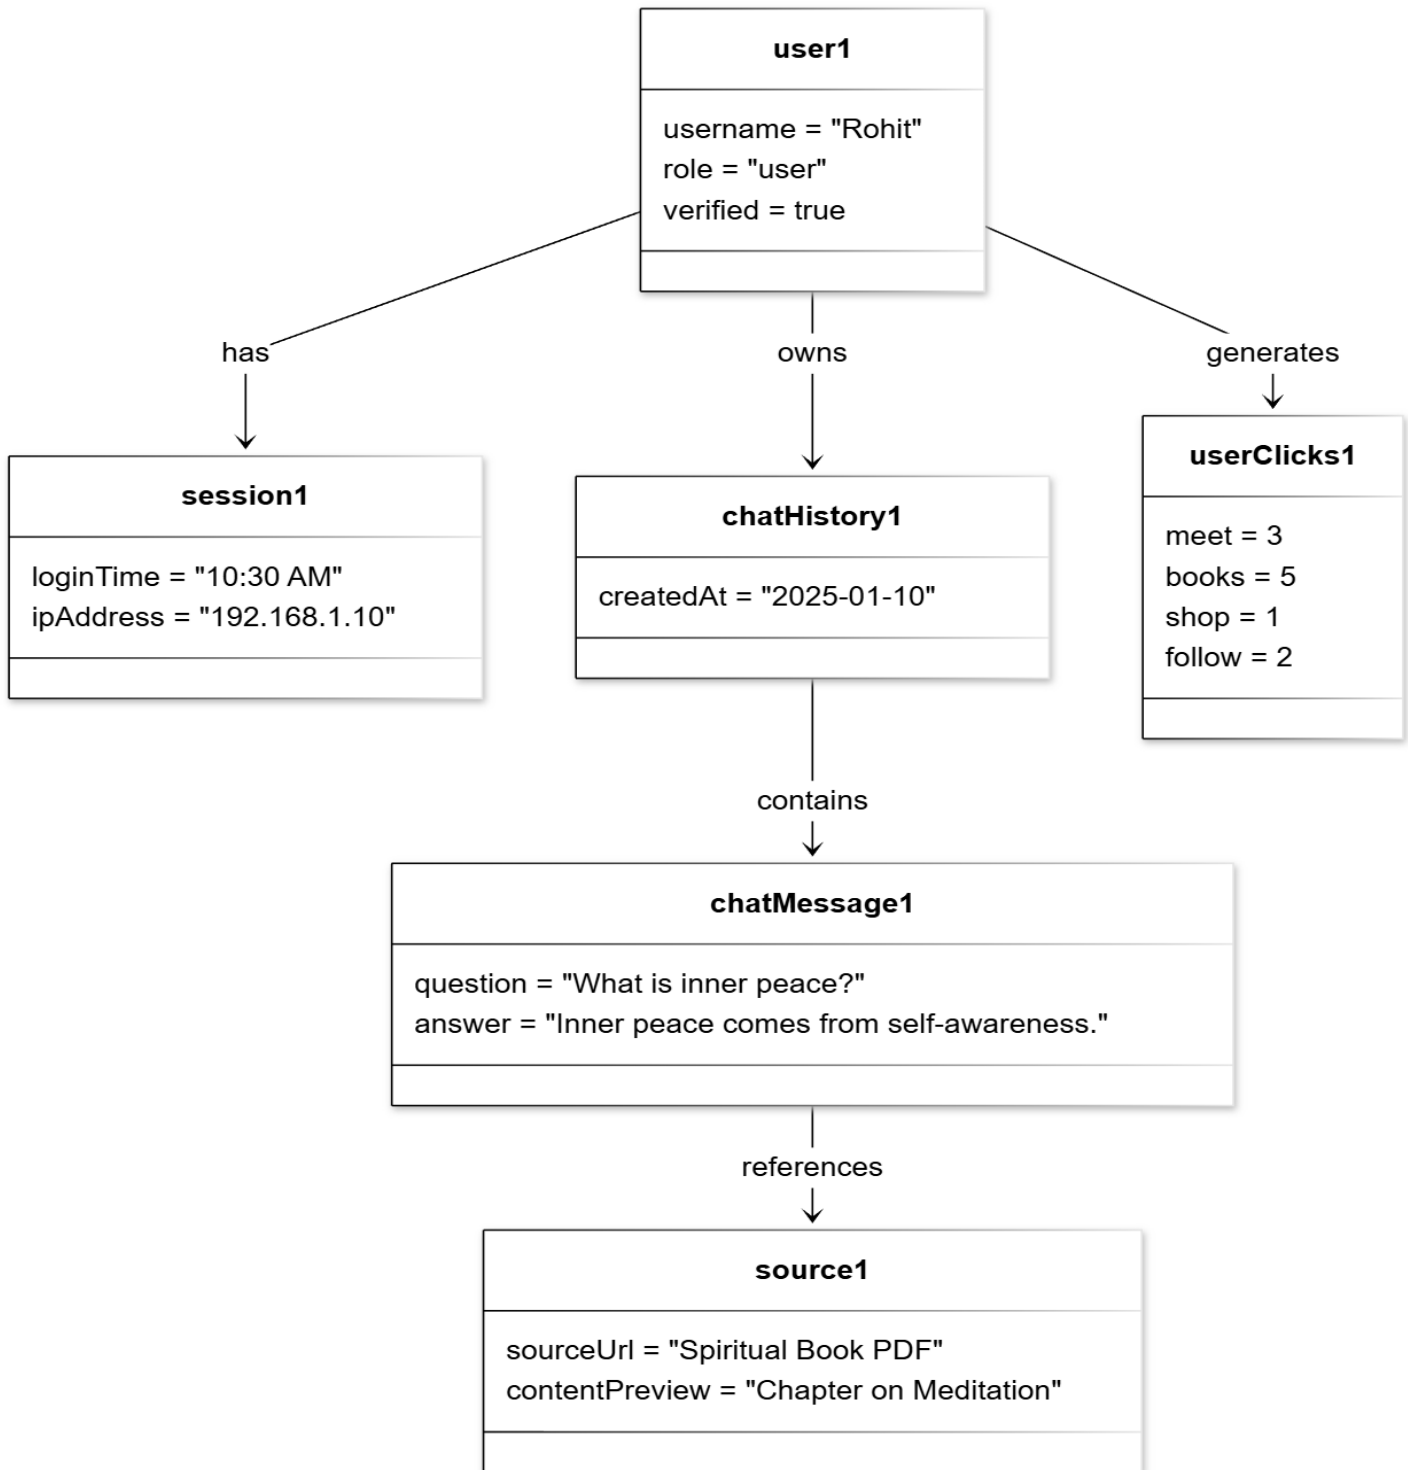 user1
username = "Rohit"
role = "user"
verified = true
has
owns
generates
session1
loginTime = "10:30 AM"
ipAddress = "192.168.1.10"
chatHistory1
createdAt = "2025-01-10"
userClicks1
meet = 3
books = 5
shop = 1
follow = 2
contains
chatMessage1
question = "What is inner peace?"
answer = "Inner peace comes from self-awareness."
references
source1
sourceUrl = "Spiritual Book PDF"
contentPreview = "Chapter on Meditation"